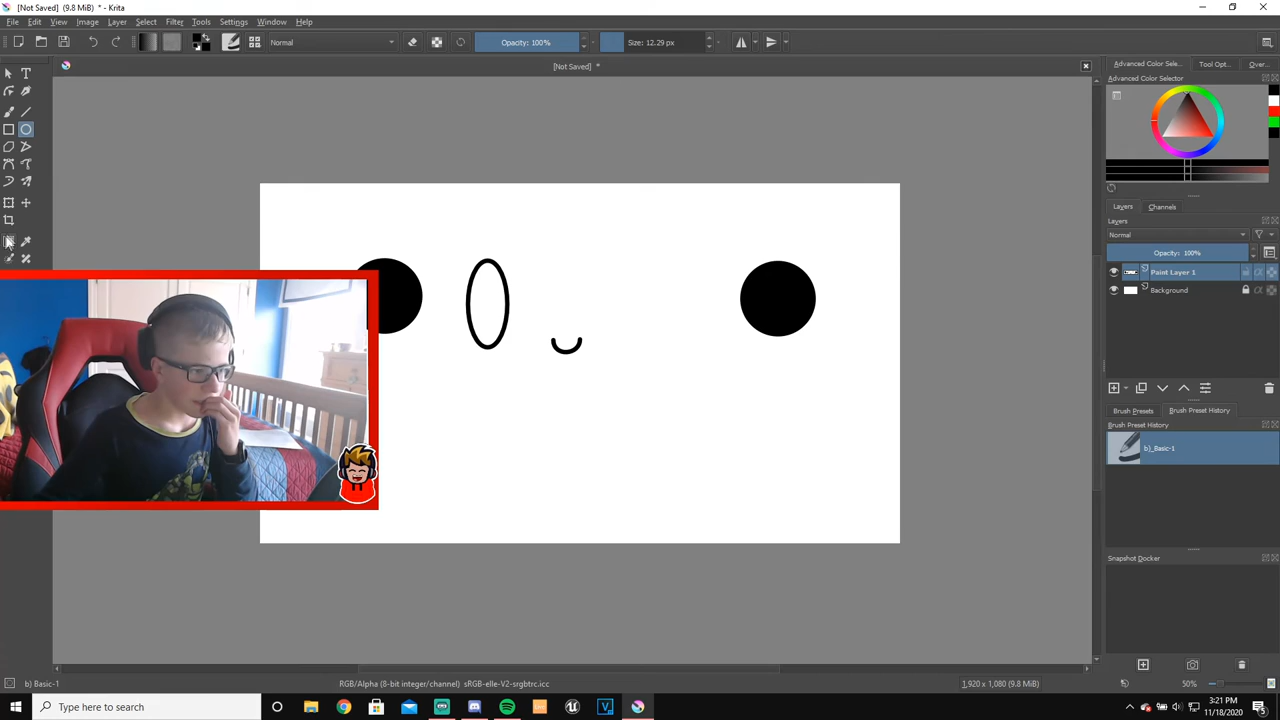 [Not Saved] (9.8 MiB) * - Krita
File Edit View Image Layer Select Filter Tools Settings Window Help
Normal
Opacity: 100%
Size: 12.29 px
[Not Saved] *
Advanced Color Sele... Tool Opt... Over...
Advanced Color Selector
Layers Channels
Layers
Normal
Opacity: 100%
Paint Layer 1
Background
Brush Presets Brush Preset History
Brush Preset History
b)_Basic-1
Snapshot Docker
b) Basic-1
RGB/Alpha (8-bit integer/channel) sRGB-elle-V2-srgbtrc.icc
1,920 x 1,080 (9.8 MiB)
50%
Type here to search
3:21 PM
11/18/2020